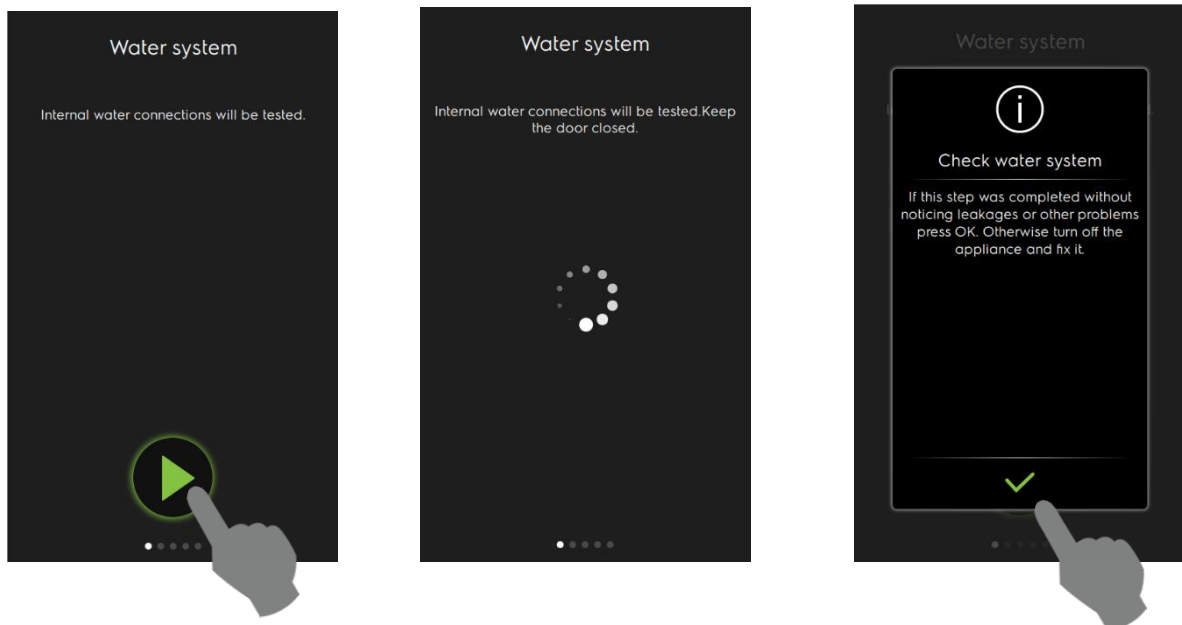 Water system
Internal water connections will be tested.
Water system
Internal water connections will be tested.Keep
the door closed.
Water system
i
Check water system
If this step was completed without
noticing leakages or other problems
press OK. Otherwise turn off the
appliance and fix it.